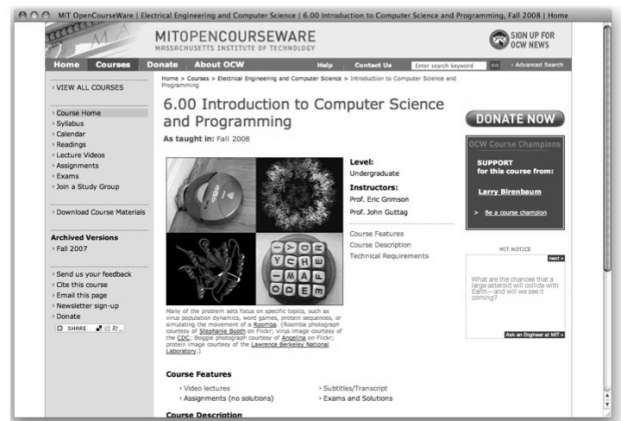 MIT OpenCourseWare | Electrical Engineering and Computer Science | 6.00 Introduction to Computer Science and Programming, Fall 2008 | Home
MITOPENCOURSEWARE
MASSACHUSETTS INSTITUTE OF TECHNOLOGY
SIGN UP FOR
OCW NEWS
Home Courses Donate About OCW Help Contact Us Enter search keyword GO › Advanced Search
› VIEW ALL COURSES
› Course Home
› Syllabus
› Calendar
› Readings
› Lecture Videos
› Assignments
› Exams
› Join a Study Group
› Download Course Materials
Archived Versions
› Fall 2007
› Send us your feedback
› Cite this course
› Email this page
› Newsletter sign-up
› Donate
SHARE
Home > Courses > Electrical Engineering and Computer Science > Introduction to Computer Science and
Programming
6.00 Introduction to Computer Science
and Programming
As taught in: Fall 2008
Level:
Undergraduate
Instructors:
Prof. Eric Grimson
Prof. John Guttag
Course Features
Course Description
Technical Requirements
Many of the problem sets focus on specific topics, such as
virus population dynamics, word games, protein sequences, or
simulating the movement of a Roomba. (Roomba photograph
courtesy of Stephanie Booth on Flickr; virus image courtesy of
the CDC; Boggle photograph courtesy of Angelina on Flickr;
protein image courtesy of the Lawrence Berkeley National
Laboratory.)
Course Features
› Video lectures
› Assignments (no solutions)
› Subtitles/Transcript
› Exams and Solutions
Course Description
DONATE NOW
OCW Course Champions
SUPPORT
for this course from:
Larry Birenbaum
> Be a course champion
MIT NOTICE
next »
What are the chances that a
large asteroid will collide with
Earth—and will we see it
coming?
Ask an Engineer at MIT »